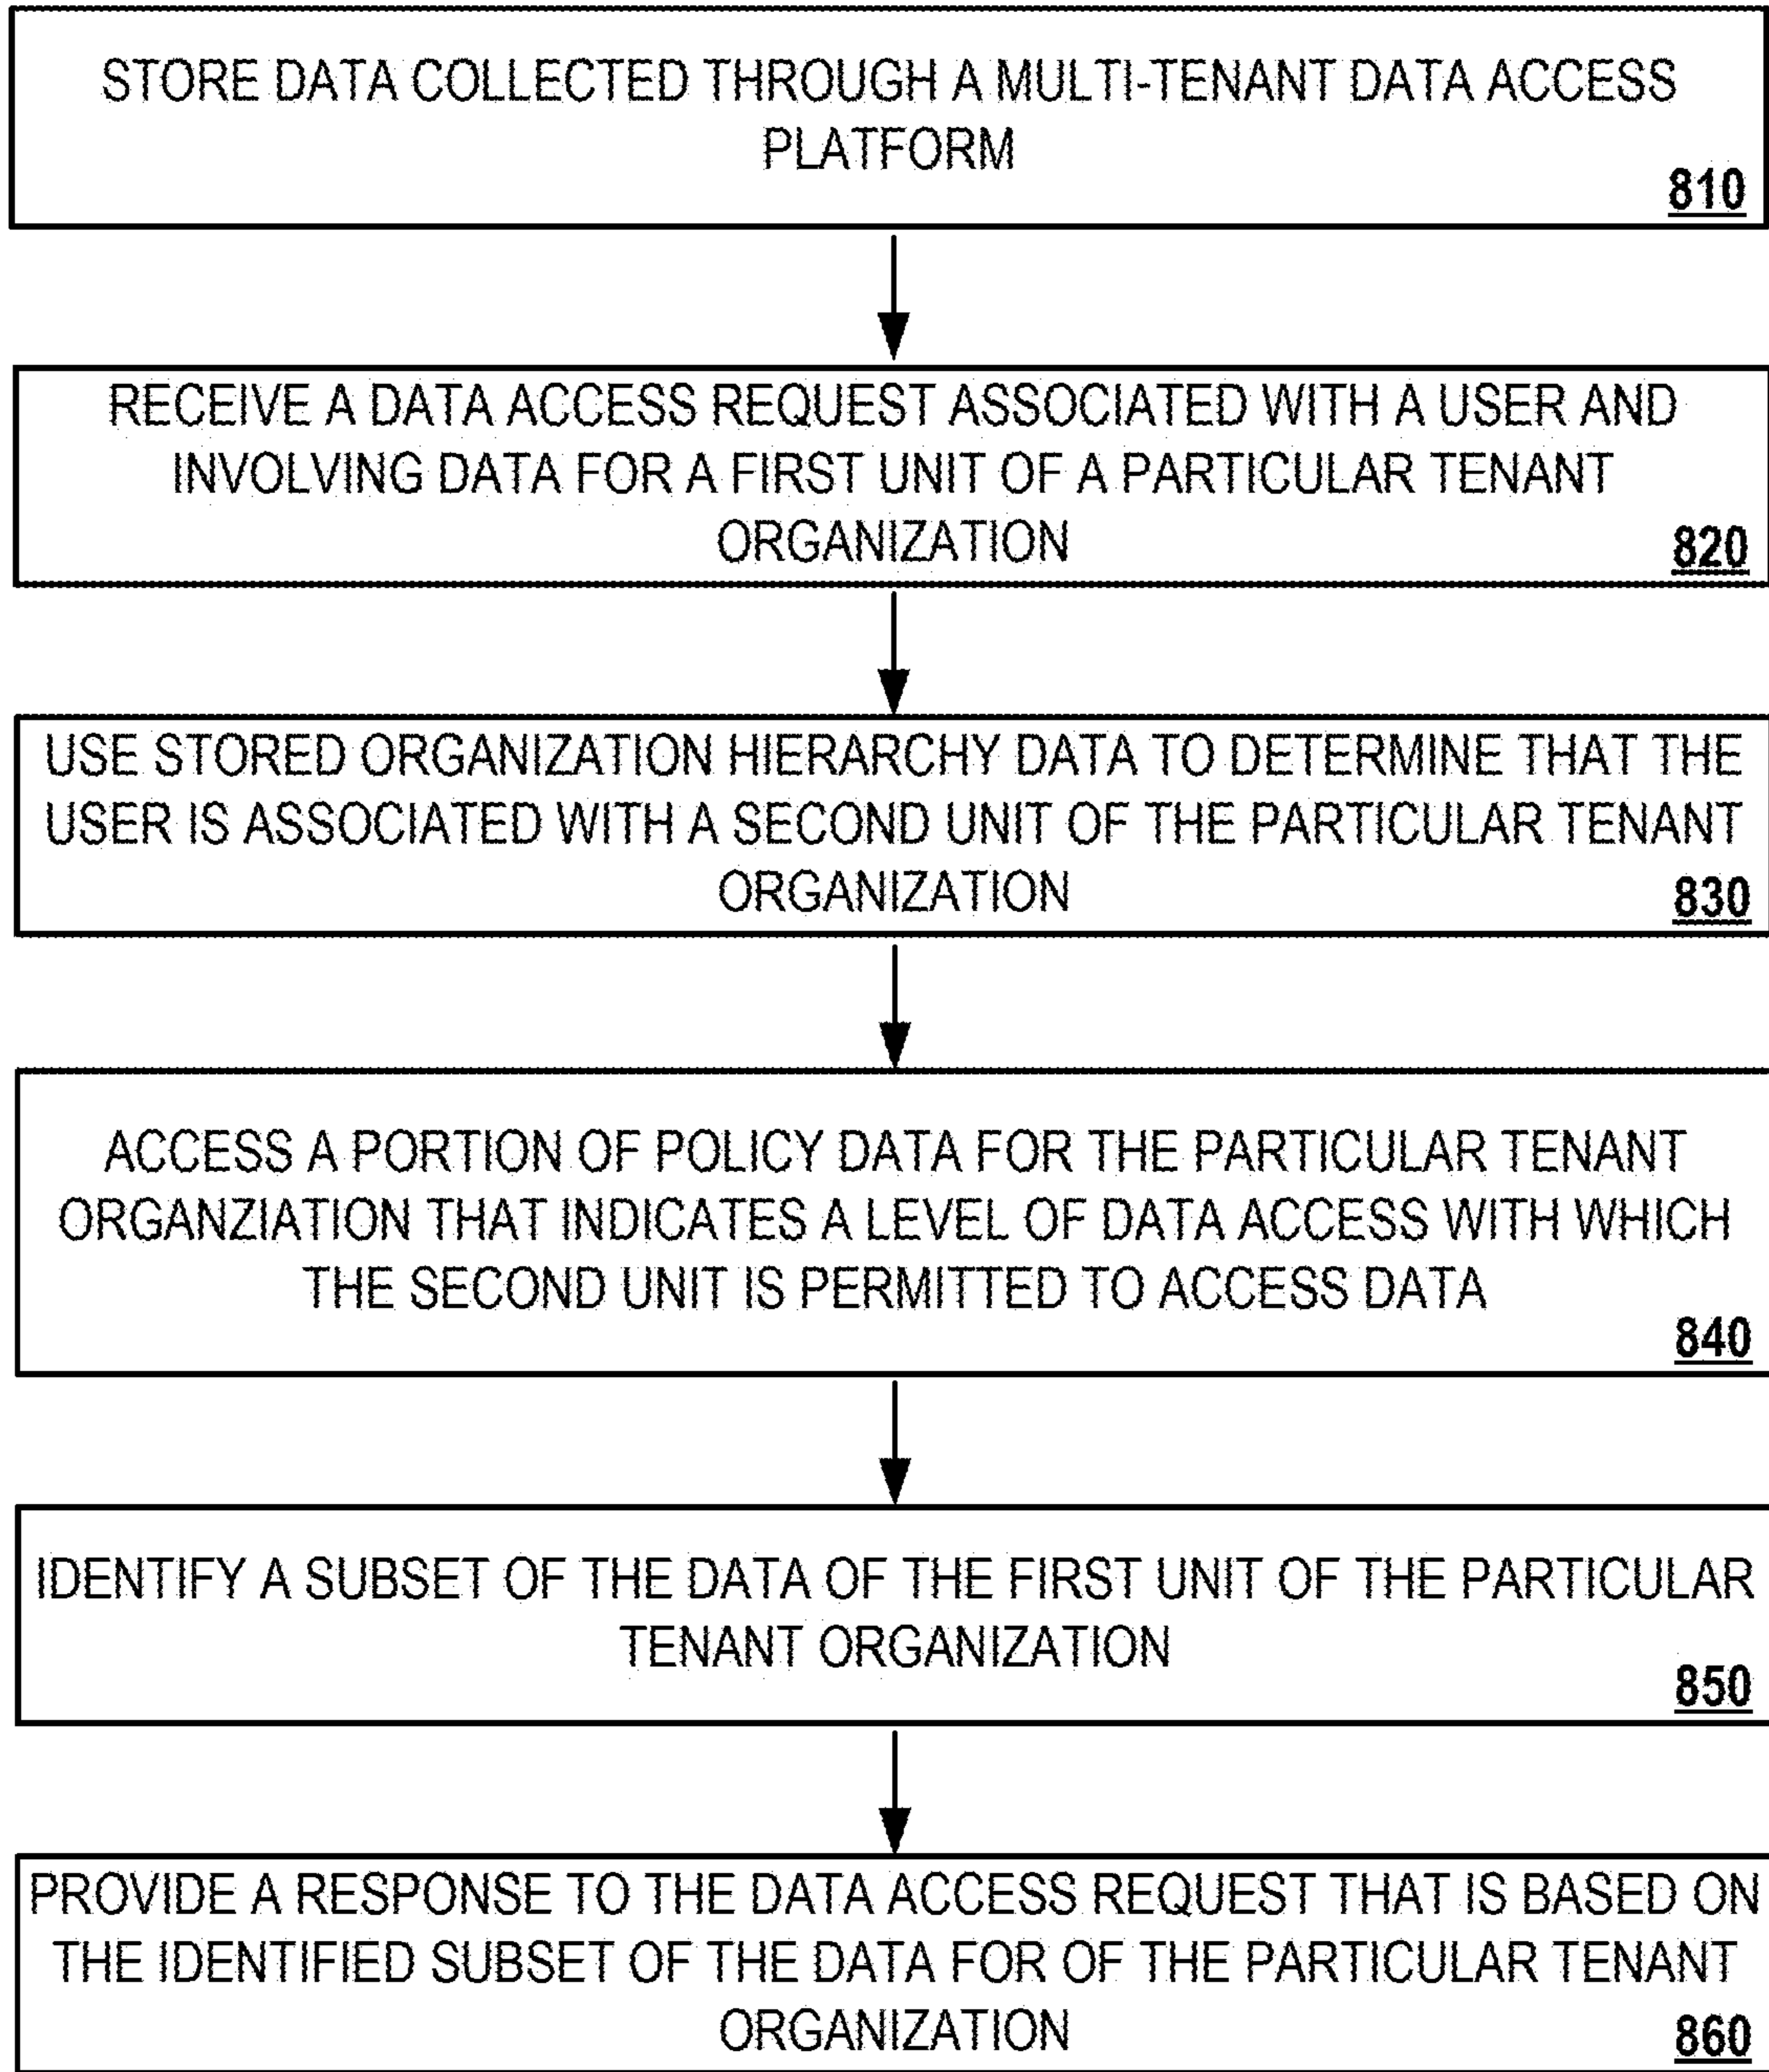 STORE DATA COLLECTED THROUGH A MULTI-TENANT DATA ACCESS
PLATFORM
810
RECEIVE A DATA ACCESS REQUEST ASSOCIATED WITH A USER AND
INVOLVING DATA FOR A FIRST UNIT OF A PARTICULAR TENANT
ORGANIZATION
820
USE STORED ORGANIZATION HIERARCHY DATA TO DETERMINE THAT THE
USER IS ASSOCIATED WITH A SECOND UNIT OF THE PARTICULAR TENANT
ORGANIZATION
830
ACCESS A PORTION OF POLICY DATA FOR THE PARTICULAR TENANT
ORGANZIATION THAT INDICATES A LEVEL OF DATA ACCESS WITH WHICH
THE SECOND UNIT IS PERMITTED TO ACCESS DATA
840
IDENTIFY A SUBSET OF THE DATA OF THE FIRST UNIT OF THE PARTICULAR
TENANT ORGANIZATION
850
PROVIDE A RESPONSE TO THE DATA ACCESS REQUEST THAT IS BASED ON
THE IDENTIFIED SUBSET OF THE DATA FOR OF THE PARTICULAR TENANT
ORGANIZATION
860